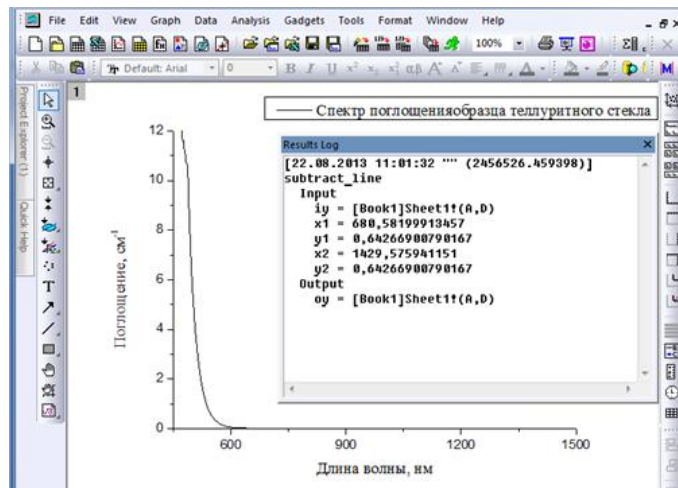 File Edit View Graph Data Analysis Gadgets Tools Format Window Help
100%
Default: Arial 0 B I U x² x₂ αβ A A
Project Explorer (1)
Quick Help
1
Спектр поглощенияобразца теллуритного стекла
Results Log
[22.08.2013 11:01:32 "" (2456526.459398)]
subtract_line
Input
iy = [Book1]Sheet1!(A,D)
x1 = 680,58199913457
y1 = 0,64266900790167
x2 = 1429,575941151
y2 = 0,64266900790167
Output
oy = [Book1]Sheet1!(A,D)
Поглощение, см⁻¹
12
10
8
6
4
2
0
600 900 1200 1500
Длина волны, нм